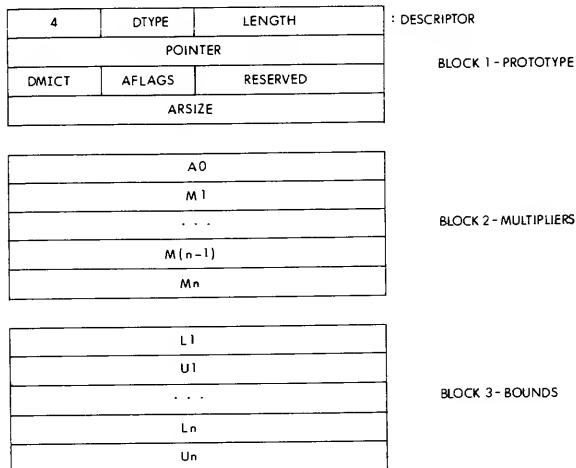 4 DTYPE LENGTH : DESCRIPTOR
POINTER
BLOCK 1 - PROTOTYPE
DMICT AFLAGS RESERVED
ARSIZE
A0
M1
. . .
BLOCK 2 - MULTIPLIERS
M(n-1)
Mn
L1
U1
. . .
BLOCK 3 - BOUNDS
Ln
Un